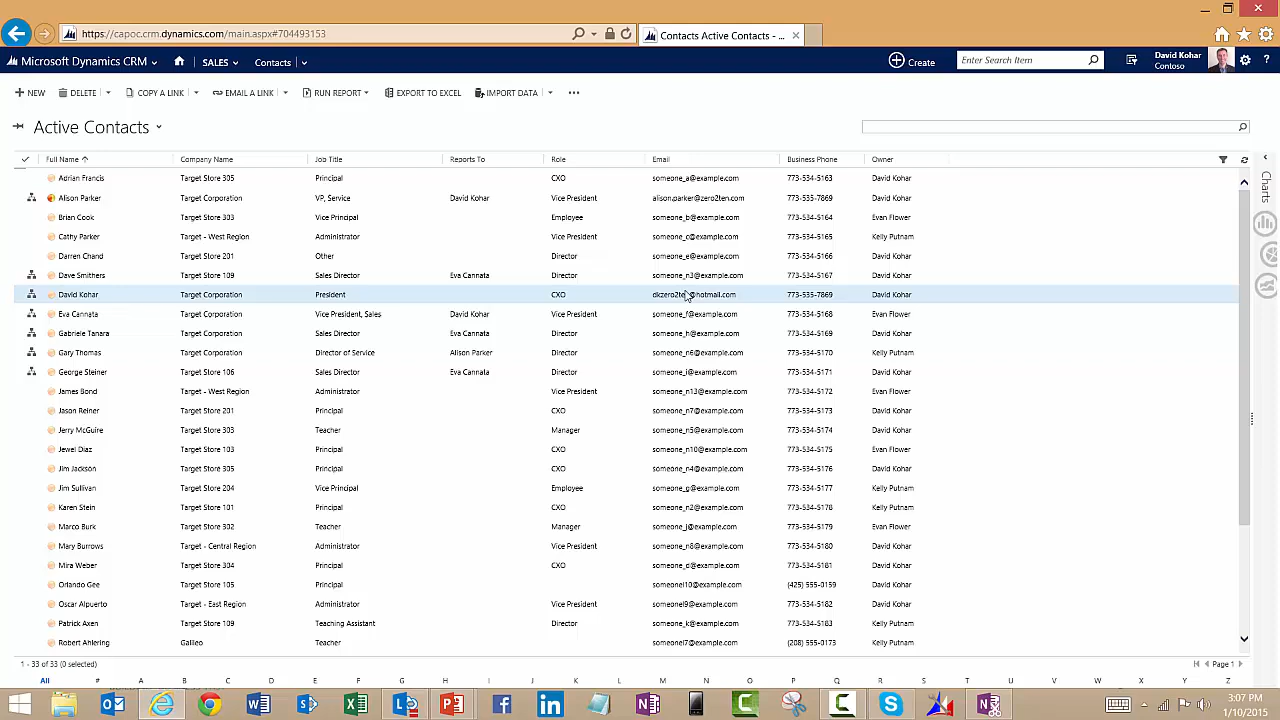 https://capoc.crm.dynamics.com/main.aspx#704493153
Contacts Active Contacts - ...
Microsoft Dynamics CRM
SALES
Contacts
Create
Enter Search Item
David Kohar
Contoso
?
NEW
DELETE
COPY A LINK
EMAIL A LINK
RUN REPORT
EXPORT TO EXCEL
IMPORT DATA
Active Contacts
Full Name Company Name Job Title Reports To Role Email Business Phone Owner
Charts
Adrian Francis Target Store 305 Principal CXO someone_a@example.com 773-534-5163 David Kohar
Alison Parker Target Corporation VP, Service David Kohar Vice President alison.parker@zero2ten.com 773-535-7869 David Kohar
Brian Cook Target Store 303 Vice Principal Employee someone_b@example.com 773-534-5164 Evan Flower
Cathy Parker Target - West Region Administrator Vice President someone_c@example.com 773-534-5165 Kelly Putnam
Darren Chand Target Store 201 Other Director someone_e@example.com 773-534-5166 David Kohar
Dave Smithers Target Store 109 Sales Director Eva Cannata Director someone_n3@example.com 773-534-5167 David Kohar
David Kohar Target Corporation President CXO 773-535-7869 David Kohar
Eva Cannata Target Corporation Vice President, Sales David Kohar Vice President someone_f@example.com 773-534-5168 Evan Flower
Gabriele Tanara Target Corporation Sales Director Eva Cannata Director someone_h@example.com 773-534-5169 David Kohar
Gary Thomas Target Corporation Director of Service Alison Parker Director someone_n6@example.com 773-534-5170 Kelly Putnam
George Steiner Target Store 106 Sales Director Eva Cannata Director someone_i@example.com 773-534-5171 David Kohar
James Bond Target - West Region Administrator Vice President someone_n13@example.com 773-534-5172 Evan Flower
Jason Reiner Target Store 201 Principal CXO someone_n7@example.com 773-534-5173 David Kohar
Jerry McGuire Target Store 303 Teacher Manager someone_n5@example.com 773-534-5174 David Kohar
Jewel Diaz Target Store 103 Principal CXO someone_n10@example.com 773-534-5175 Evan Flower
Jim Jackson Target Store 305 Principal CXO someone_n4@example.com 773-534-5176 David Kohar
Jim Sullivan Target Store 204 Vice Principal Employee someone_g@example.com 773-534-5177 Kelly Putnam
Karen Stein Target Store 101 Principal CXO someone_n2@example.com 773-534-5178 Kelly Putnam
Marco Burk Target Store 302 Teacher Manager someone_j@example.com 773-534-5179 Evan Flower
Mary Burrows Target - Central Region Administrator Vice President someone_n8@example.com 773-534-5180 David Kohar
Mira Weber Target Store 304 Principal CXO someone_d@example.com 773-534-5181 David Kohar
Orlando Gee Target Store 105 Principal someone110@example.com (425) 555-0159 David Kohar
Oscar Alpuerto Target - East Region Administrator Vice President someone19@example.com 773-534-5182 David Kohar
Patrick Axen Target Store 109 Teaching Assistant Director someone_k@example.com 773-534-5183 Kelly Putnam
Robert Ahlering Galileo Teacher someone17@example.com (208) 555-0173 Kelly Putnam
1 - 33 of 33 (0 selected)
Page 1
All # A B C D E F G H I J K L M N O P Q R S T U V W X Y Z
3:07 PM
1/10/2015